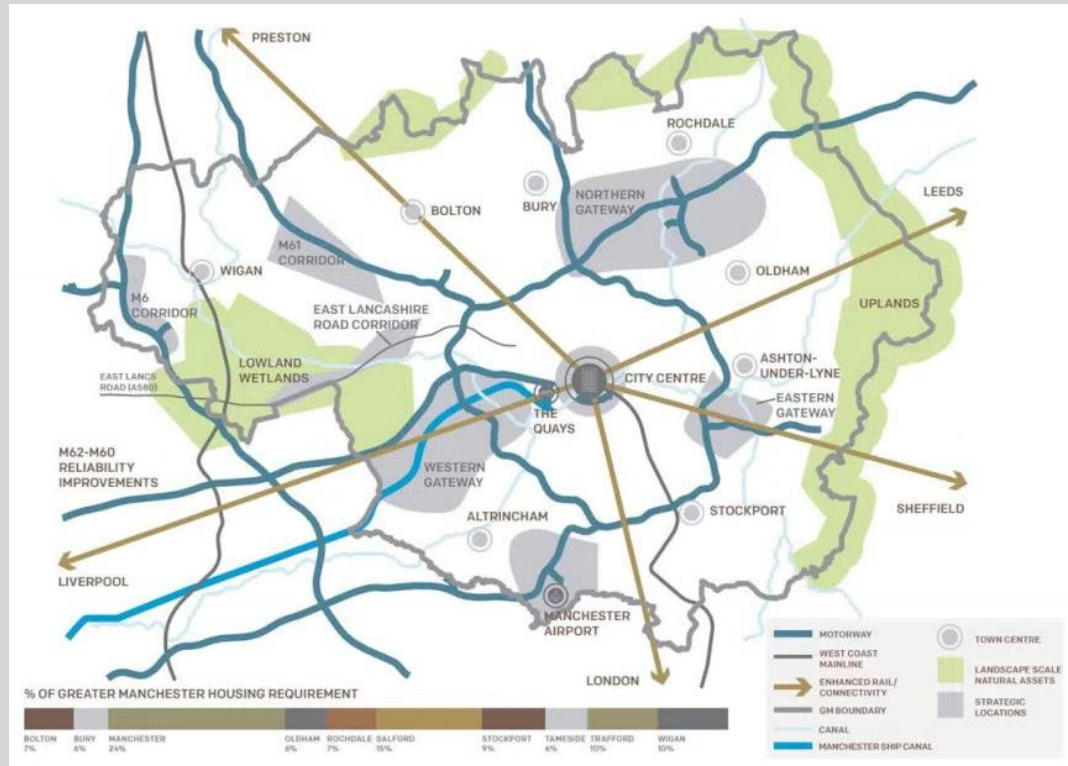 PRESTON
ROCHDALE
LEEDS
NORTHERN
GATEWAY
BURY
BOLTON
M61
CORRIDOR
WIGAN
OLDHAM
M6
CORRIDOR
EAST LANCASHIRE
ROAD CORRIDOR
UPLANDS
LOWLAND
WETLANDS
EAST LANCS
ROAD (A580)
CITY CENTRE
ASHTON-
UNDER-LYNE
EASTERN
GATEWAY
THE
QUAYS
M62-M60
RELIABILITY
IMPROVEMENTS
WESTERN
GATEWAY
ALTRINCHAM
STOCKPORT
SHEFFIELD
LIVERPOOL
MANCHESTER
AIRPORT
LONDON
MOTORWAY
WEST COAST
MAINLINE
ENHANCED RAIL/
CONNECTIVITY
GM BOUNDARY
CANAL
MANCHESTER SHIP CANAL
TOWN CENTRE
LANDSCAPE SCALE
NATURAL ASSETS
STRATEGIC
LOCATIONS
% OF GREATER MANCHESTER HOUSING REQUIREMENT
BOLTON BURY MANCHESTER OLDHAM ROCHDALE SALFORD STOCKPORT TAMESIDE TRAFFORD WIGAN
7% 6% 24% 6% 7% 15% 9% 6% 10% 10%